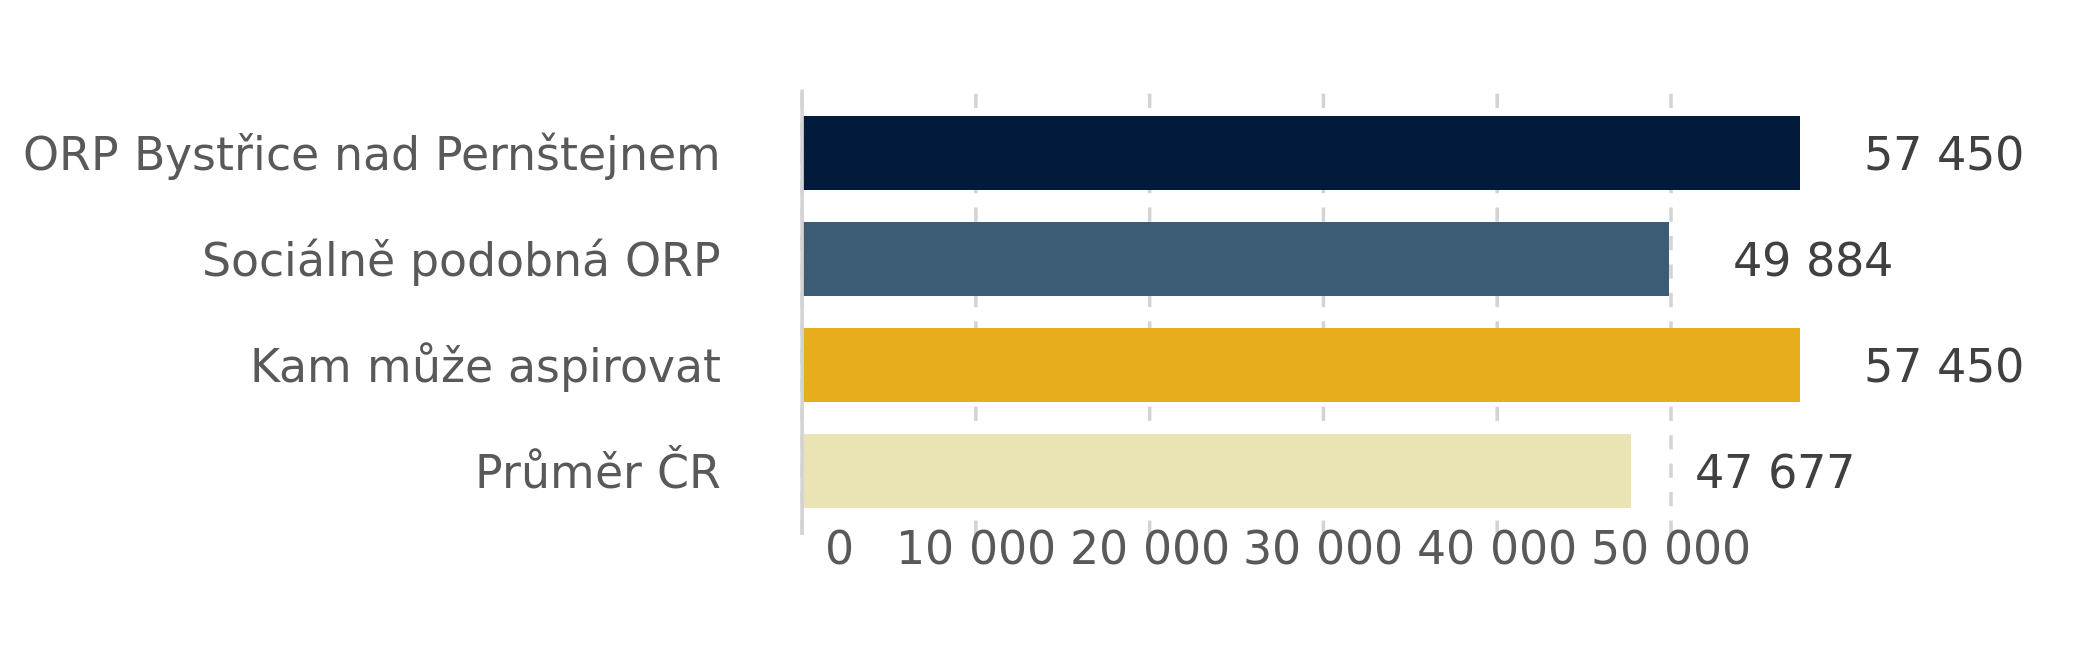 ORP Bystřice nad Pernštejnem 57 450
Sociálně podobná ORP 49 884
Kam může aspirovat 57 450
Průměr ČR 47 677
0 10 000 20 000 30 000 40 000 50 000